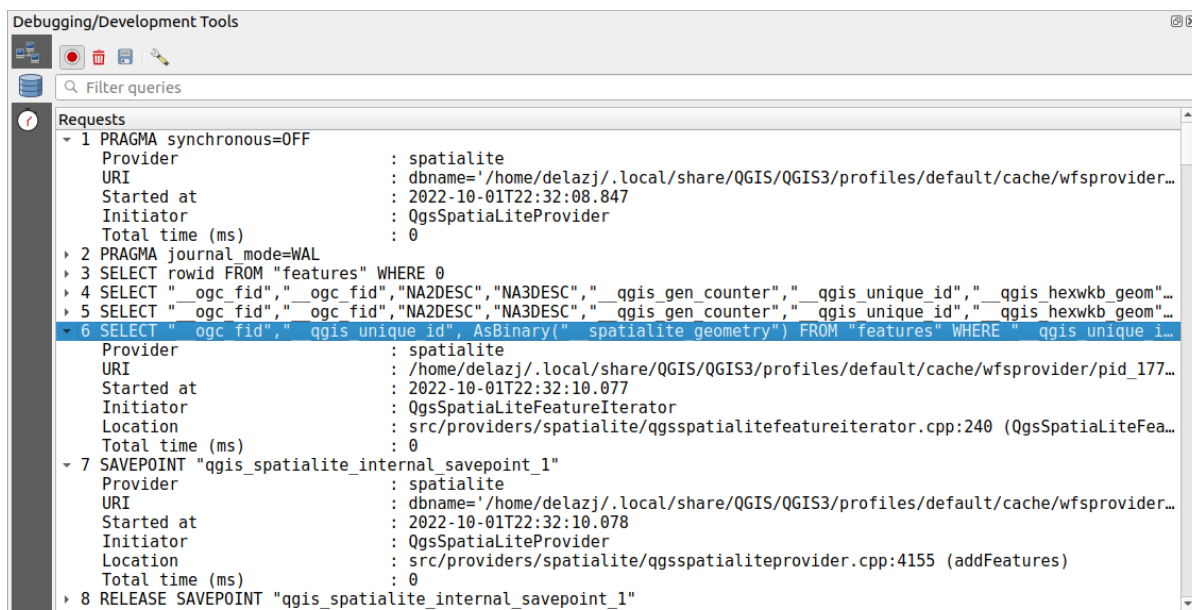 Debugging/Development Tools
Filter queries
Requests
1 PRAGMA synchronous=OFF
Provider : spatialite
URI : dbname='/home/delazj/.local/share/QGIS/QGIS3/profiles/default/cache/wfsprovider…
Started at : 2022-10-01T22:32:08.847
Initiator : QgsSpatiaLiteProvider
Total time (ms) : 0
2 PRAGMA journal_mode=WAL
3 SELECT rowid FROM "features" WHERE 0
4 SELECT "__ogc_fid","__ogc_fid","NA2DESC","NA3DESC","__qgis_gen_counter","__qgis_unique_id","__qgis_hexwkb_geom"…
5 SELECT "__ogc_fid","__ogc_fid","NA2DESC","NA3DESC","__qgis_gen_counter","__qgis_unique_id","__qgis_hexwkb_geom"…
6 SELECT "__ogc_fid","__qgis_unique_id", AsBinary("__spatialite_geometry") FROM "features" WHERE "__qgis_unique_i…
Provider : spatialite
URI : /home/delazj/.local/share/QGIS/QGIS3/profiles/default/cache/wfsprovider/pid_177…
Started at : 2022-10-01T22:32:10.077
Initiator : QgsSpatiaLiteFeatureIterator
Location : src/providers/spatialite/qgsspatialitefeatureiterator.cpp:240 (QgsSpatiaLiteFea…
Total time (ms) : 0
7 SAVEPOINT "qgis_spatialite_internal_savepoint_1"
Provider : spatialite
URI : dbname='/home/delazj/.local/share/QGIS/QGIS3/profiles/default/cache/wfsprovider…
Started at : 2022-10-01T22:32:10.078
Initiator : QgsSpatiaLiteProvider
Location : src/providers/spatialite/qgsspatialiteprovider.cpp:4155 (addFeatures)
Total time (ms) : 0
8 RELEASE SAVEPOINT "qgis_spatialite_internal_savepoint_1"